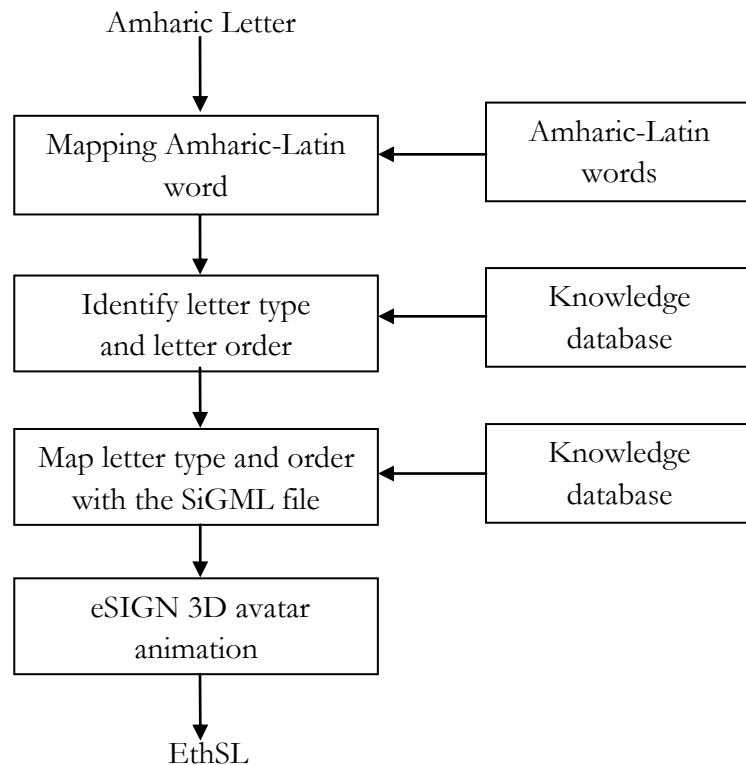 Amharic Letter
Mapping Amharic-Latin
word
Amharic-Latin
words
Identify letter type
and letter order
Knowledge
database
Map letter type and order
with the SiGML file
Knowledge
database
eSIGN 3D avatar
animation
EthSL